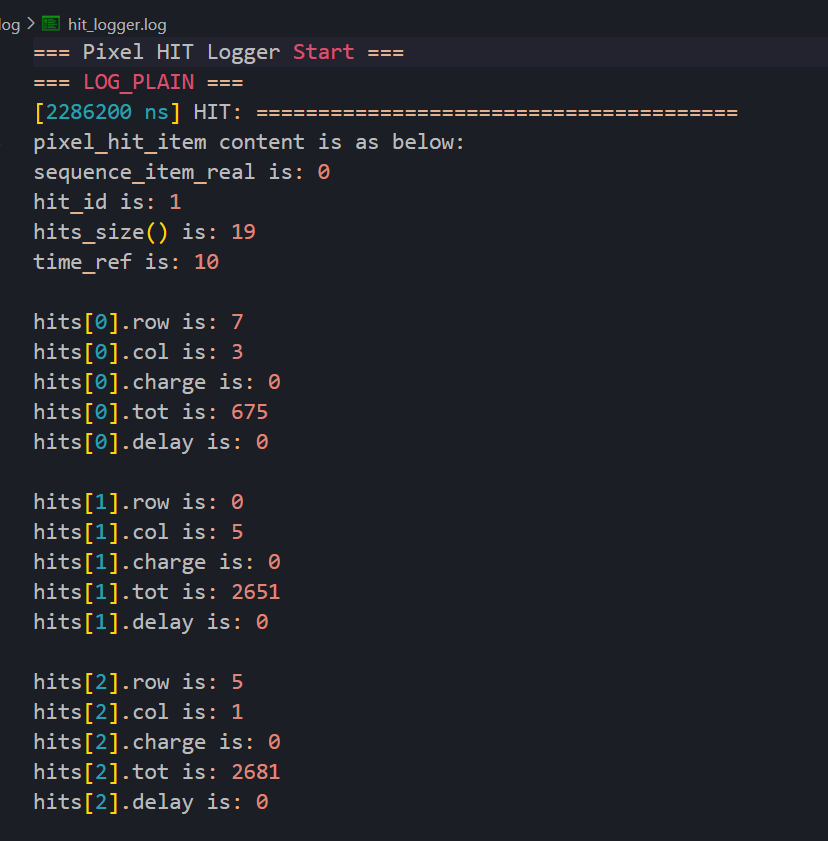 log > hit_logger.log
=== Pixel HIT Logger Start ===
=== LOG_PLAIN ===
[2286200 ns] HIT: =======================================
pixel_hit_item content is as below:
sequence_item_real is: 0
hit_id is: 1
hits_size() is: 19
time_ref is: 10
hits[0].row is: 7
hits[0].col is: 3
hits[0].charge is: 0
hits[0].tot is: 675
hits[0].delay is: 0
hits[1].row is: 0
hits[1].col is: 5
hits[1].charge is: 0
hits[1].tot is: 2651
hits[1].delay is: 0
hits[2].row is: 5
hits[2].col is: 1
hits[2].charge is: 0
hits[2].tot is: 2681
hits[2].delay is: 0